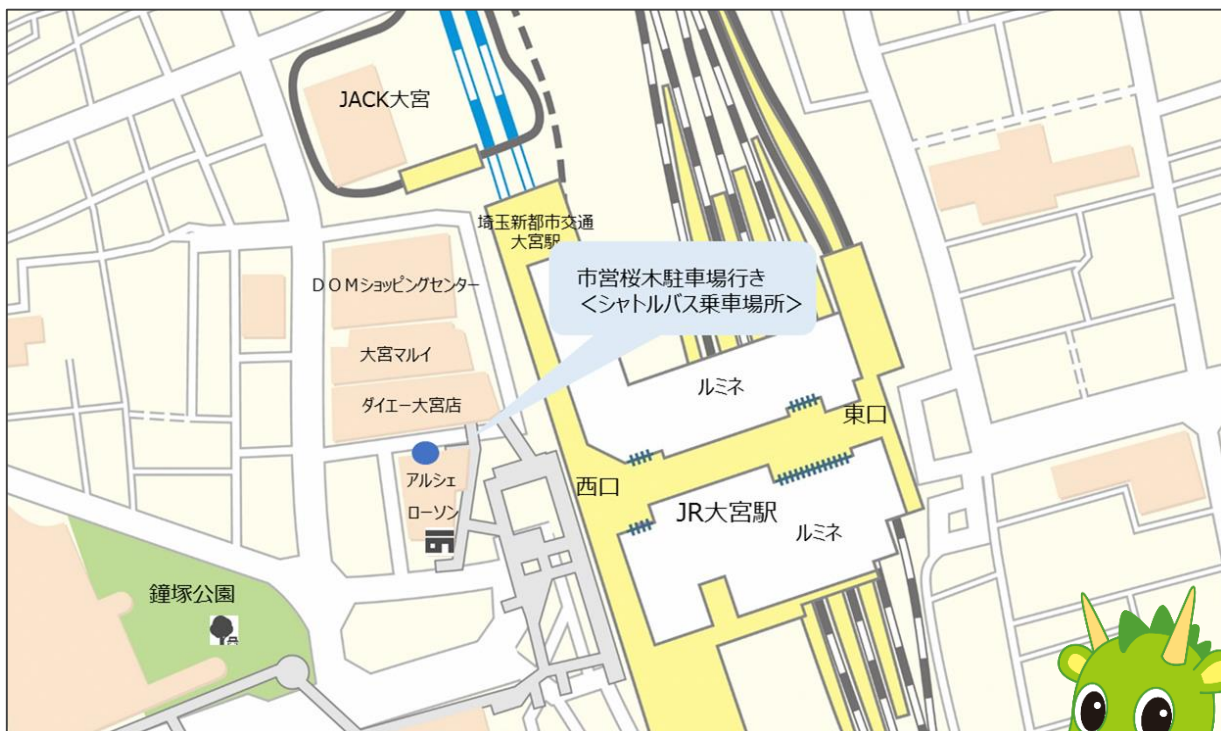 JACK大宮
埼玉新都市交通
大宮駅
市営桜木駐車場行き
＜シャトルバス乗車場所＞
ＤＯＭショッピングセンター
大宮マルイ
ダイエー大宮店
ルミネ
東口
アルシェ
ローソン
西口
JR大宮駅
ルミネ
鐘塚公園